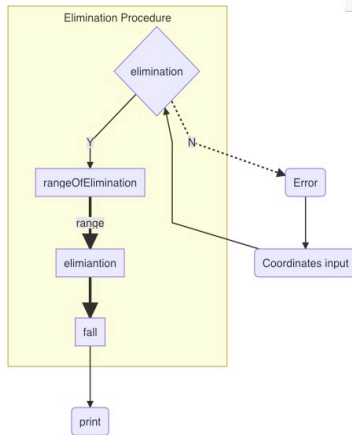 Elimination Procedure
elimination
Y
N
rangeOfElimination
Error
range
elimiantion
Coordinates input
fall
print